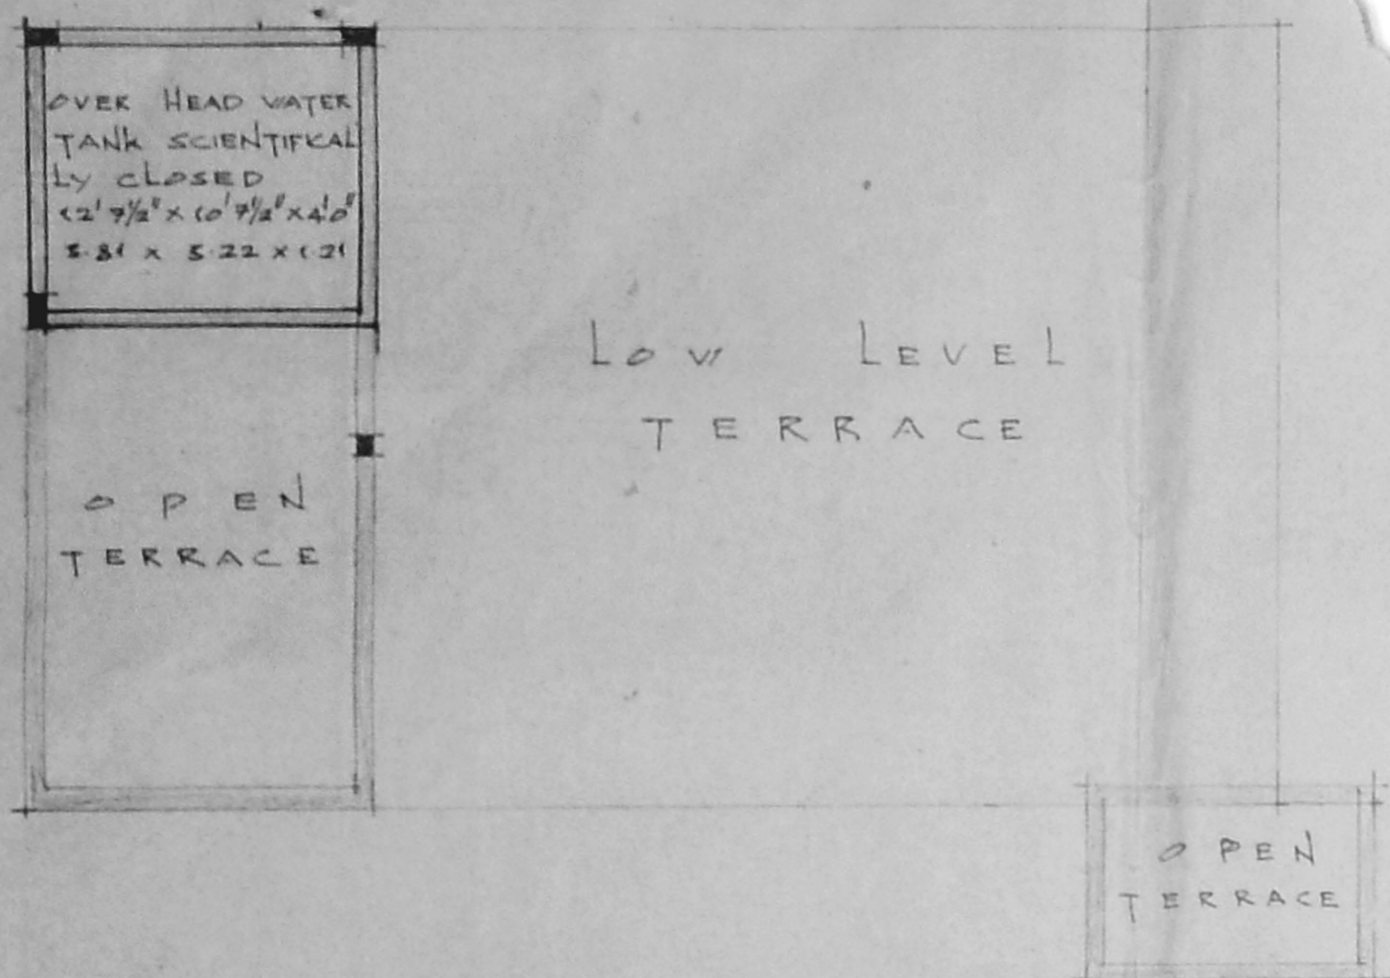 OVER HEAD WATER
TANK SCIENTIFICAL
LY CLOSED
12' 7½" x 10' 7½" x 4'0"
3.81 x 3.22 x 1.21
LOW LEVEL
TERRACE
OPEN
TERRACE
OPEN
TERRACE